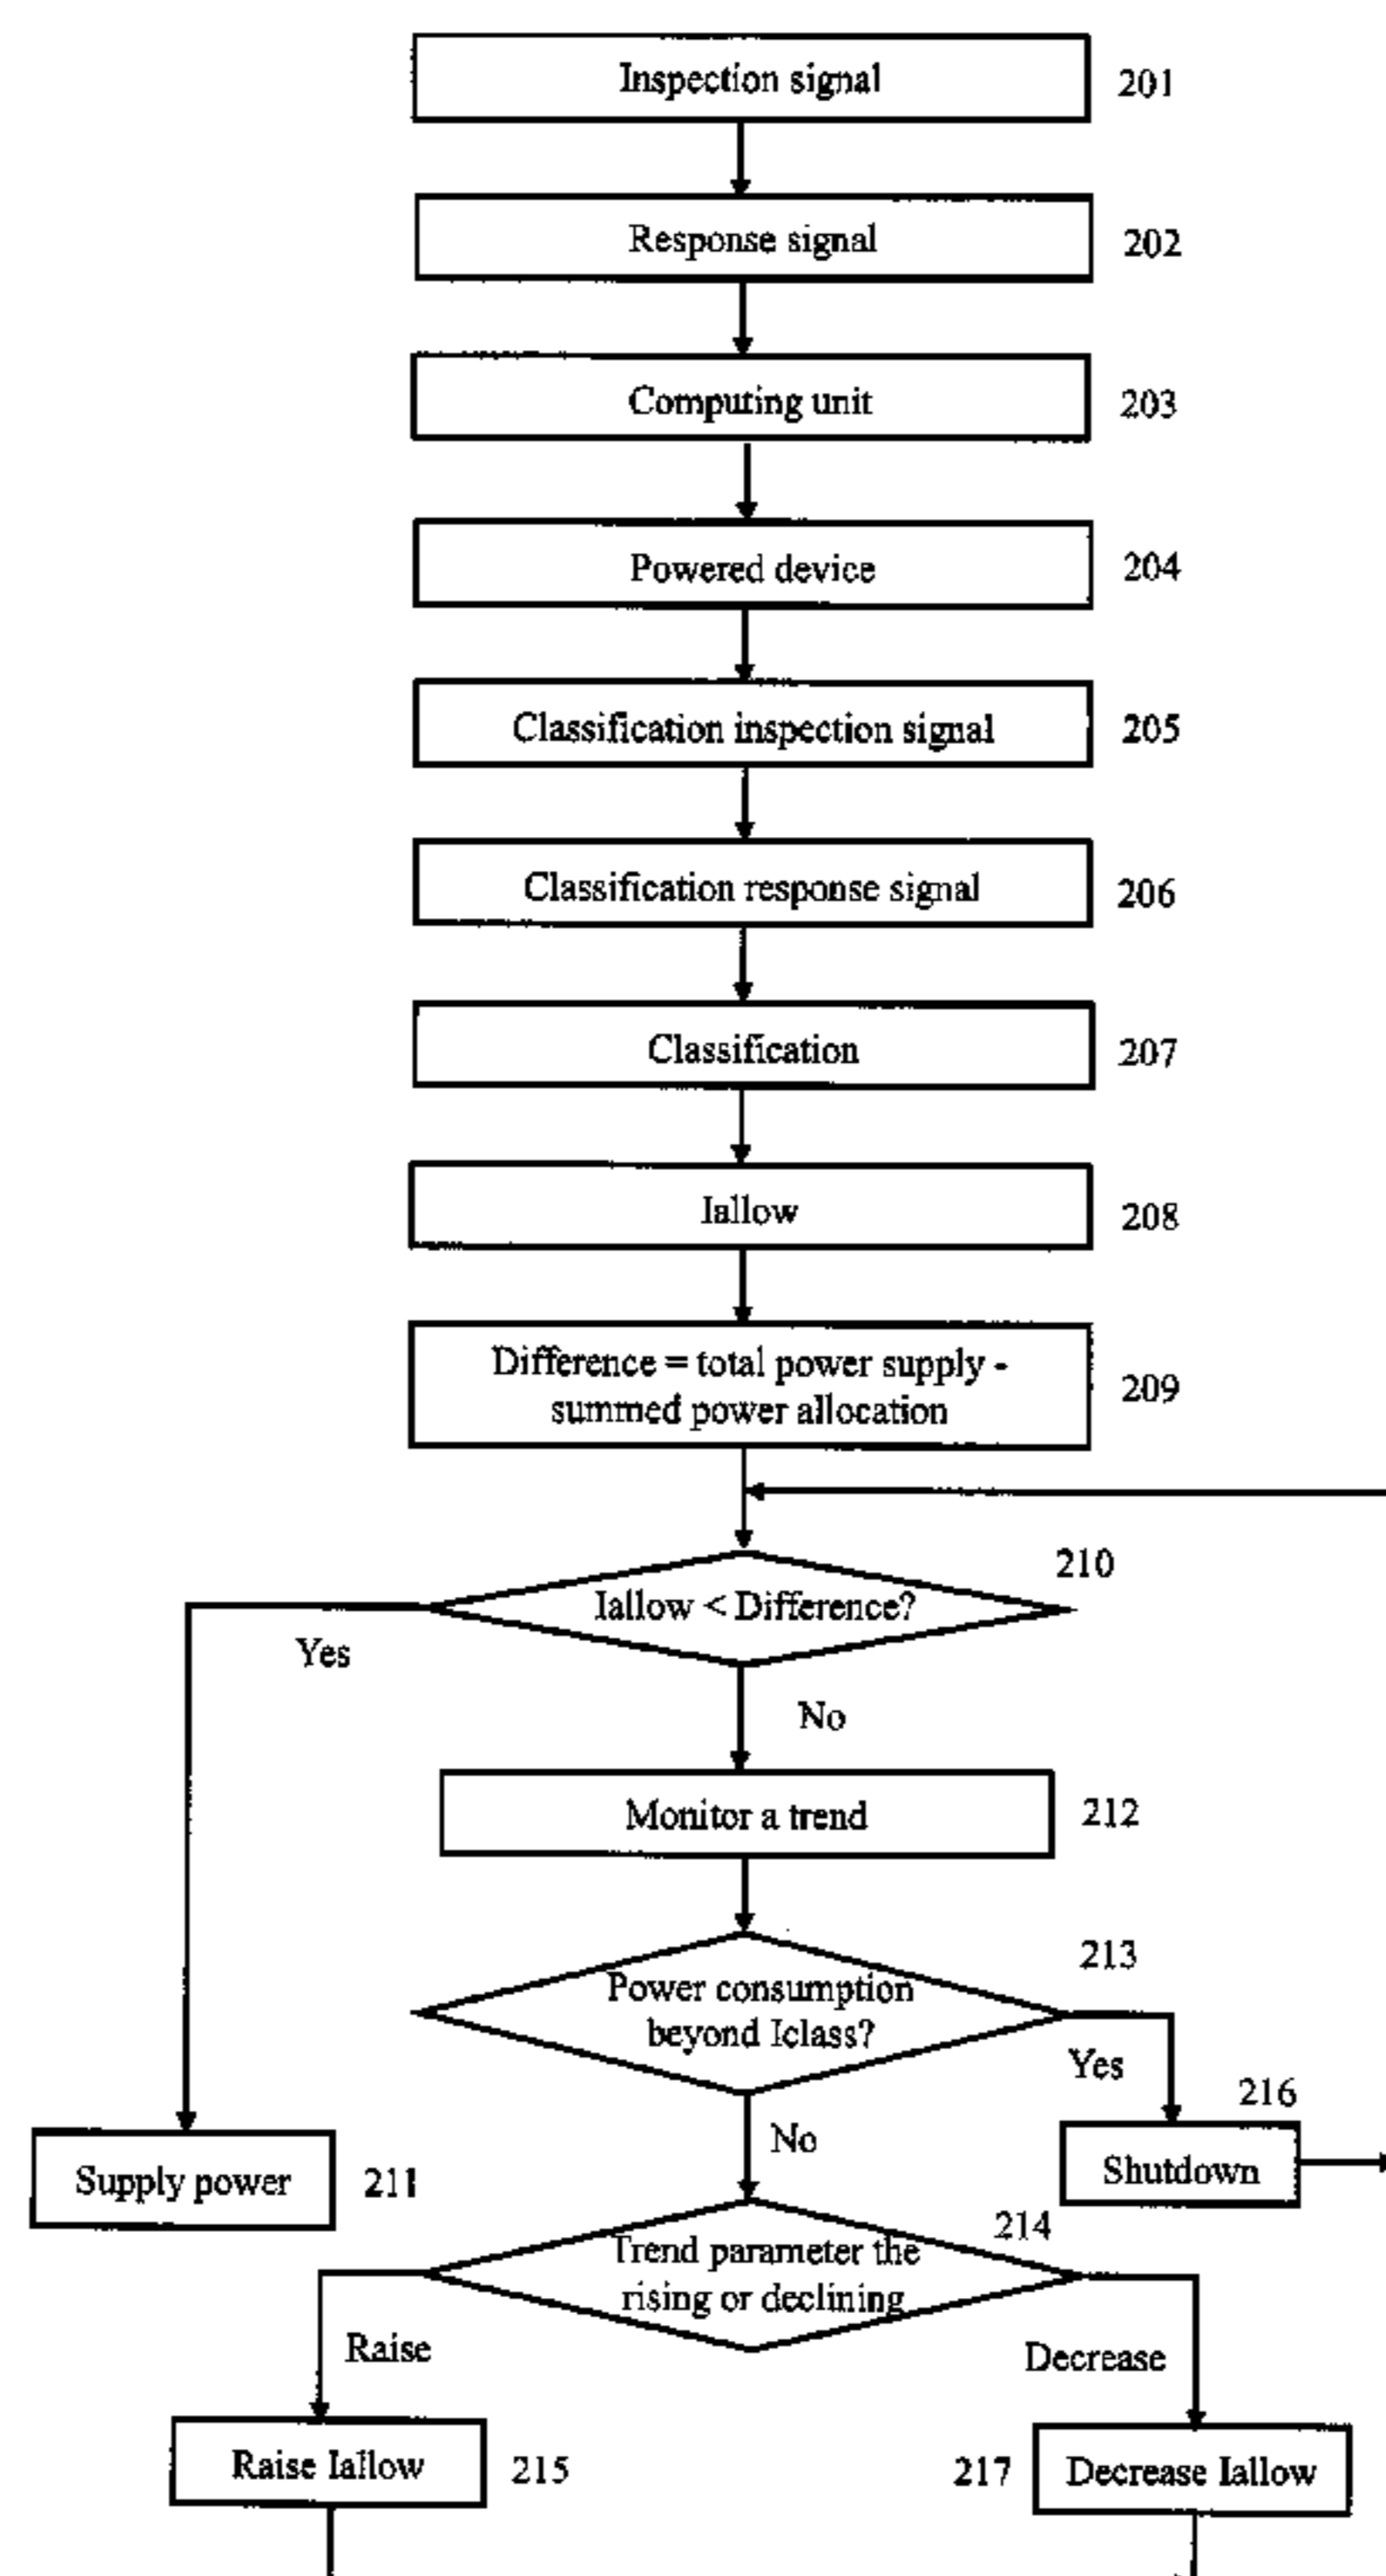 Inspection signal
201
Response signal
202
Computing unit
203
Powered device
204
Classification inspection signal
205
Classification response signal
206
Classification
207
Iallow
208
Difference = total power supply -
summed power allocation
209
210
Iallow < Difference?
Yes
No
Monitor a trend
212
213
Power consumption
beyond Iclass?
Yes
216
No
Shutdown
Supply power
211
214
Trend parameter the
rising or declining
Raise
Decrease
Raise Iallow
215
217
Decrease Iallow